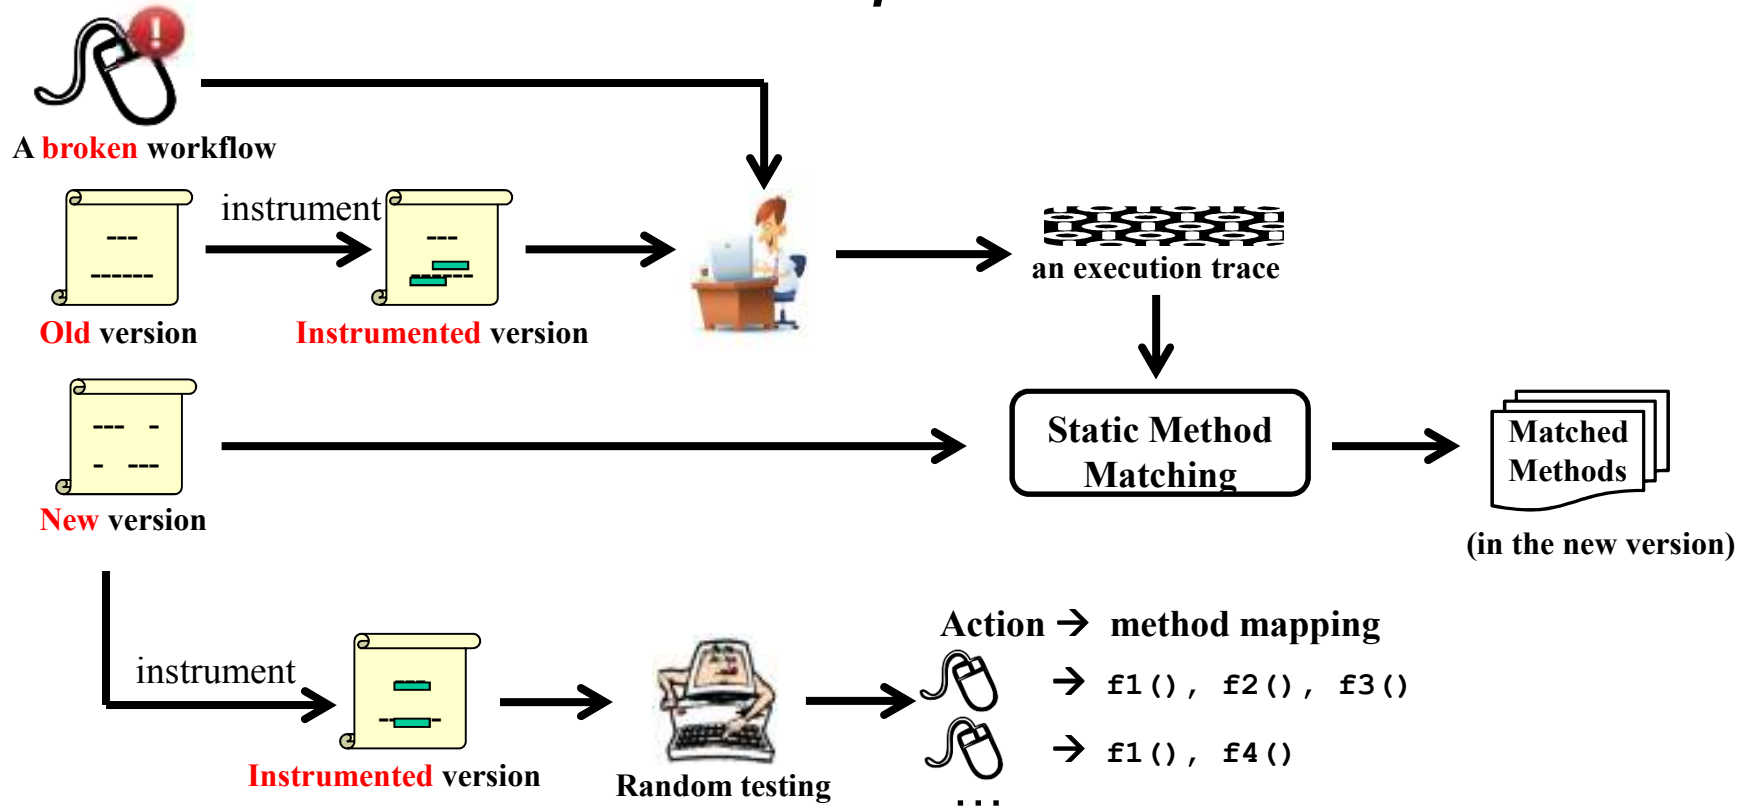 A broken workflow
instrument
Old version
Instrumented version
an execution trace
New version
Static Method
Matching
Matched
Methods
(in the new version)
instrument
Instrumented version
Random testing
Action → method mapping
→ f1(), f2(), f3()
→ f1(), f4()
...